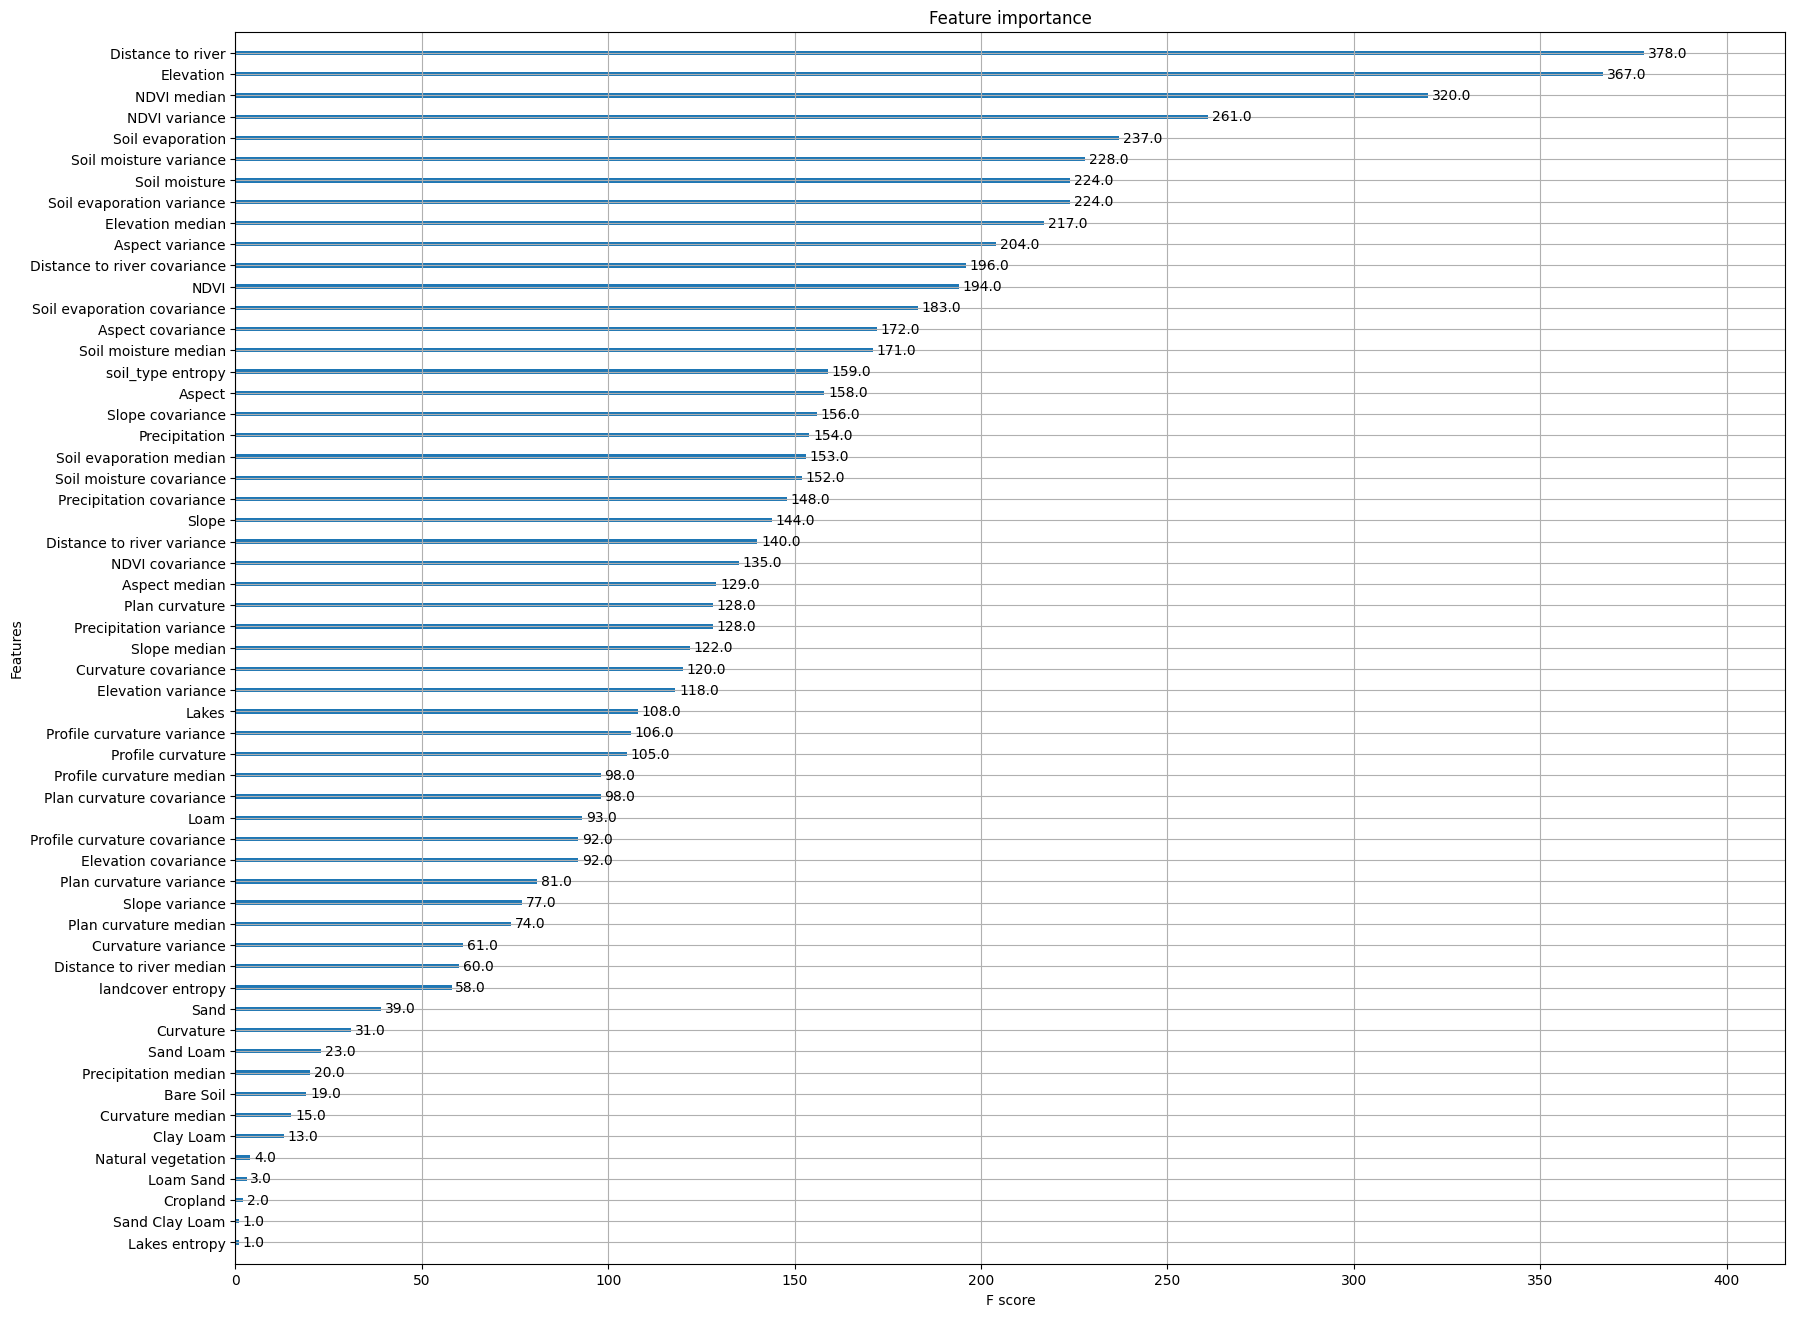 Feature importance
Distance to river 378.0
Elevation 367.0
NDVI median 320.0
NDVI variance 261.0
Soil evaporation 237.0
Soil moisture variance 228.0
Soil moisture 224.0
Soil evaporation variance 224.0
Elevation median 217.0
Aspect variance 204.0
Distance to river covariance 196.0
NDVI 194.0
Soil evaporation covariance 183.0
Aspect covariance 172.0
Soil moisture median 171.0
soil_type entropy 159.0
Aspect 158.0
Slope covariance 156.0
Precipitation 154.0
Soil evaporation median 153.0
Soil moisture covariance 152.0
Precipitation covariance 148.0
Slope 144.0
Distance to river variance 140.0
NDVI covariance 135.0
Aspect median 129.0
Plan curvature 128.0
Precipitation variance 128.0
Slope median 122.0
Curvature covariance 120.0
Elevation variance 118.0
Lakes 108.0
Profile curvature variance 106.0
Profile curvature 105.0
Profile curvature median 98.0
Plan curvature covariance 98.0
Loam 93.0
Profile curvature covariance 92.0
Elevation covariance 92.0
Plan curvature variance 81.0
Slope variance 77.0
Plan curvature median 74.0
Curvature variance 61.0
Distance to river median 60.0
landcover entropy 58.0
Sand 39.0
Curvature 31.0
Sand Loam 23.0
Precipitation median 20.0
Bare Soil 19.0
Curvature median 15.0
Clay Loam 13.0
Natural vegetation 4.0
Loam Sand 3.0
Cropland 2.0
Sand Clay Loam 1.0
Lakes entropy 1.0
Features
0 50 100 150 200 250 300 350 400
F score